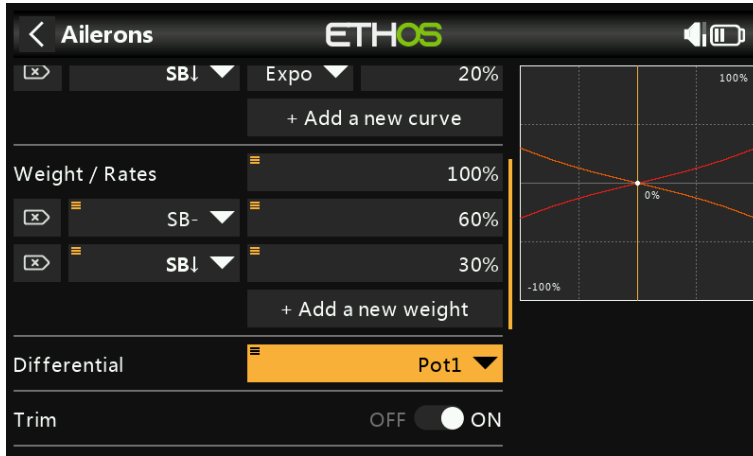 Ailerons
ETHOS
SB↓ Expo 20%
+ Add a new curve
Weight / Rates 100%
SB- 60%
SB↓ 30%
+ Add a new weight
Differential Pot1
Trim OFF ON
100%
0%
-100%